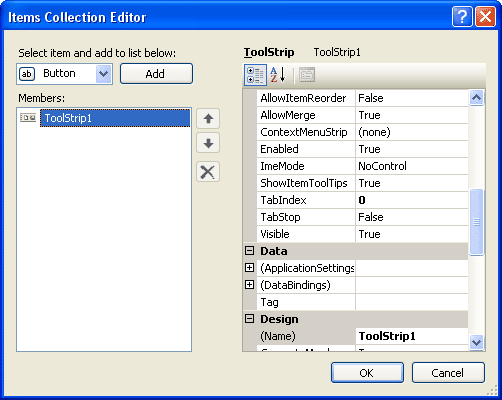 Items Collection Editor
Select item and add to list below:
ab Button Add
Members:
ToolStrip1
ToolStrip ToolStrip1
A Z
AllowItemReorder False
AllowMerge True
ContextMenuStrip (none)
Enabled True
ImeMode NoControl
ShowItemToolTips True
TabIndex 0
TabStop False
Visible True
Data
(ApplicationSettings
(DataBindings)
Tag
Design
(Name) ToolStrip1
OK Cancel